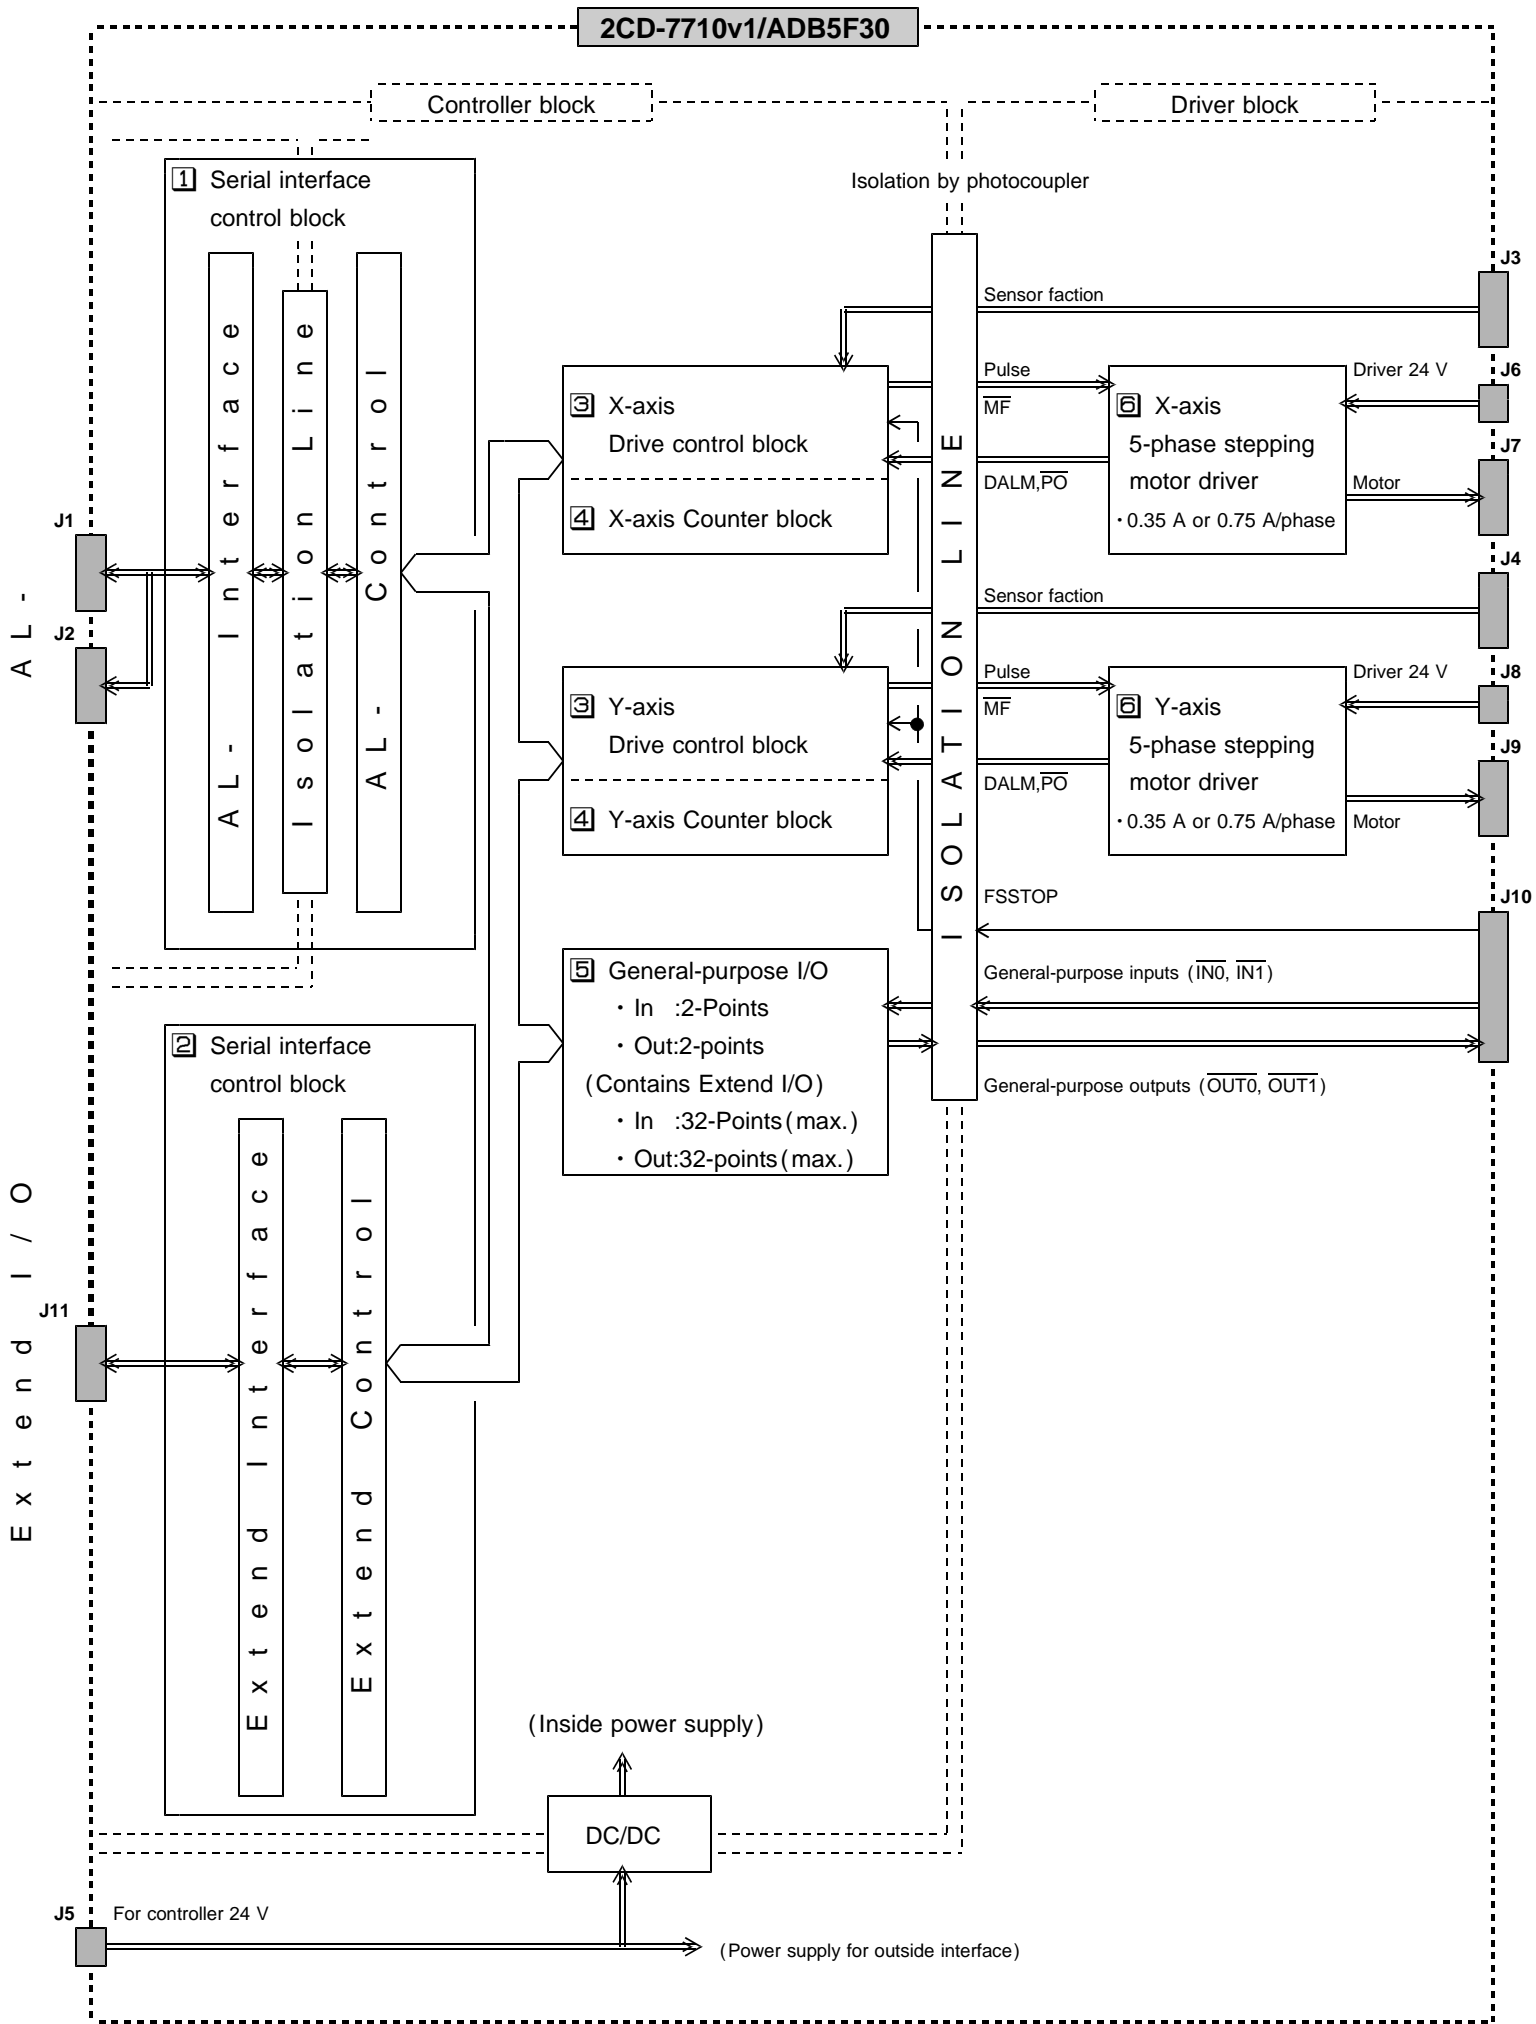 2CD-7710v1/ADB5F30
Controller block
Driver block
1 Serial interface
control block
Isolation by photocoupler
AL- Interface
Isolation Line
AL- Control
ISOLATION LINE
J3
Sensor faction
Pulse
MF
DALM,PO
Driver 24 V
J6
3 X-axis
Drive control block
4 X-axis Counter block
6 X-axis
5-phase stepping
motor driver
・0.35 A or 0.75 A/phase
Motor
J7
J1
J2
AL-
J4
Sensor faction
Pulse
MF
DALM,PO
Driver 24 V
J8
3 Y-axis
Drive control block
4 Y-axis Counter block
6 Y-axis
5-phase stepping
motor driver
・0.35 A or 0.75 A/phase
Motor
J9
FSSTOP
J10
5 General-purpose I/O
・In :2-Points
・Out:2-points
(Contains Extend I/O)
・In :32-Points(max.)
・Out:32-points(max.)
General-purpose inputs (IN0, IN1)
General-purpose outputs (OUT0, OUT1)
2 Serial interface
control block
Extend Interface
Extend Control
Extend I/O
J11
(Inside power supply)
DC/DC
J5
For controller 24 V
(Power supply for outside interface)